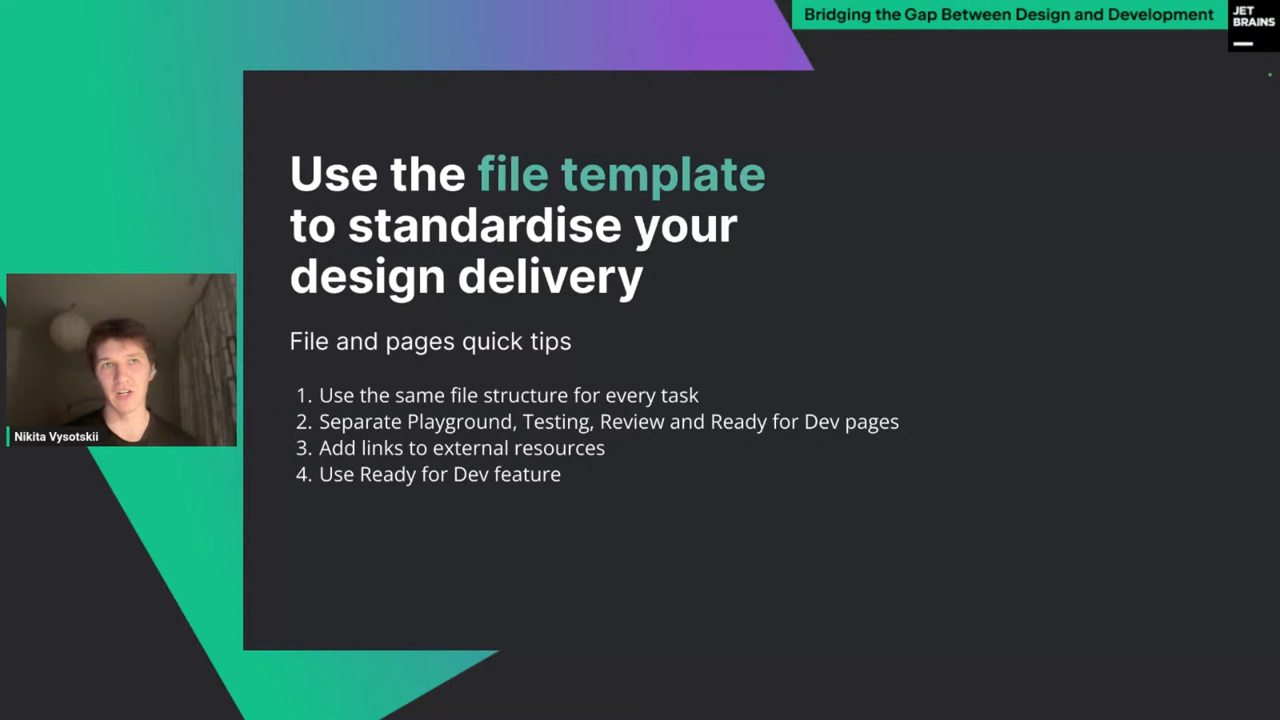 Bridging the Gap Between Design and Development
JET
BRAINS
Use the file template
to standardise your
design delivery
File and pages quick tips
1. Use the same file structure for every task
2. Separate Playground, Testing, Review and Ready for Dev pages
3. Add links to external resources
4. Use Ready for Dev feature
Nikita Vysotskii